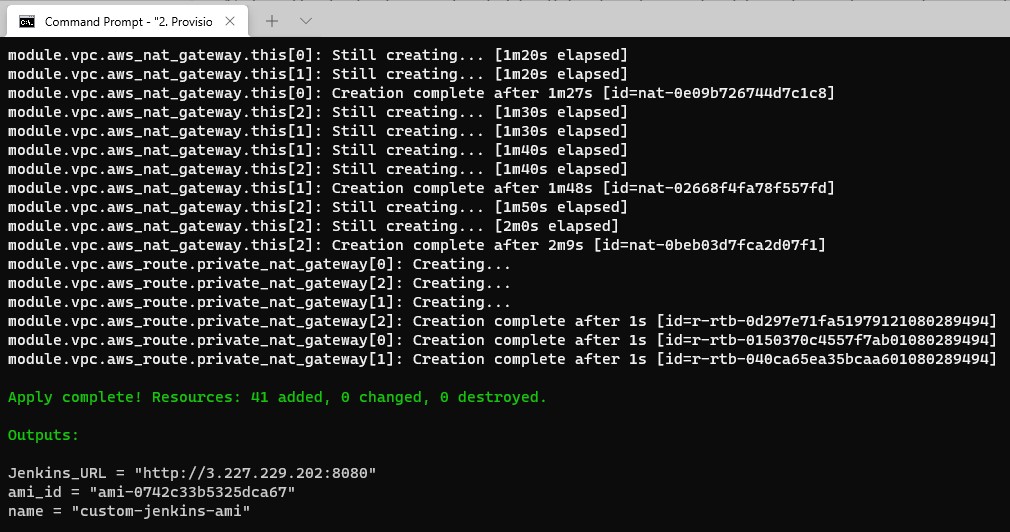 Command Prompt - "2. Provisio
module.vpc.aws_nat_gateway.this[0]: Still creating... [1m20s elapsed]
module.vpc.aws_nat_gateway.this[1]: Still creating... [1m20s elapsed]
module.vpc.aws_nat_gateway.this[0]: Creation complete after 1m27s [id=nat-0e09b726744d7c1c8]
module.vpc.aws_nat_gateway.this[2]: Still creating... [1m30s elapsed]
module.vpc.aws_nat_gateway.this[1]: Still creating... [1m30s elapsed]
module.vpc.aws_nat_gateway.this[1]: Still creating... [1m40s elapsed]
module.vpc.aws_nat_gateway.this[2]: Still creating... [1m40s elapsed]
module.vpc.aws_nat_gateway.this[1]: Creation complete after 1m48s [id=nat-02668f4fa78f557fd]
module.vpc.aws_nat_gateway.this[2]: Still creating... [1m50s elapsed]
module.vpc.aws_nat_gateway.this[2]: Still creating... [2m0s elapsed]
module.vpc.aws_nat_gateway.this[2]: Creation complete after 2m9s [id=nat-0beb03d7fca2d07f1]
module.vpc.aws_route.private_nat_gateway[0]: Creating...
module.vpc.aws_route.private_nat_gateway[2]: Creating...
module.vpc.aws_route.private_nat_gateway[1]: Creating...
module.vpc.aws_route.private_nat_gateway[2]: Creation complete after 1s [id=r-rtb-0d297e71fa51979121080289494]
module.vpc.aws_route.private_nat_gateway[0]: Creation complete after 1s [id=r-rtb-0150370c4557f7ab01080289494]
module.vpc.aws_route.private_nat_gateway[1]: Creation complete after 1s [id=r-rtb-040ca65ea35bcaa601080289494]
Apply complete! Resources: 41 added, 0 changed, 0 destroyed.
Outputs:
Jenkins_URL = "http://3.227.229.202:8080"
ami_id = "ami-0742c33b5325dca67"
name = "custom-jenkins-ami"